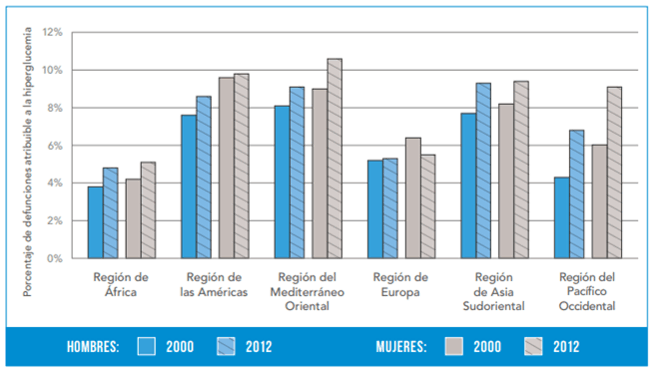 Porcentaje de defunciones atribuible a la hiperglucemia
12%
10%
8%
6%
4%
2%
0%
Región de
África
Región de
las Américas
Región del
Mediterráneo
Oriental
Región de
Europa
Región
de Asia
Sudoriental
Región del
Pacífico
Occidental
HOMBRES: 2000 2012 MUJERES: 2000 2012